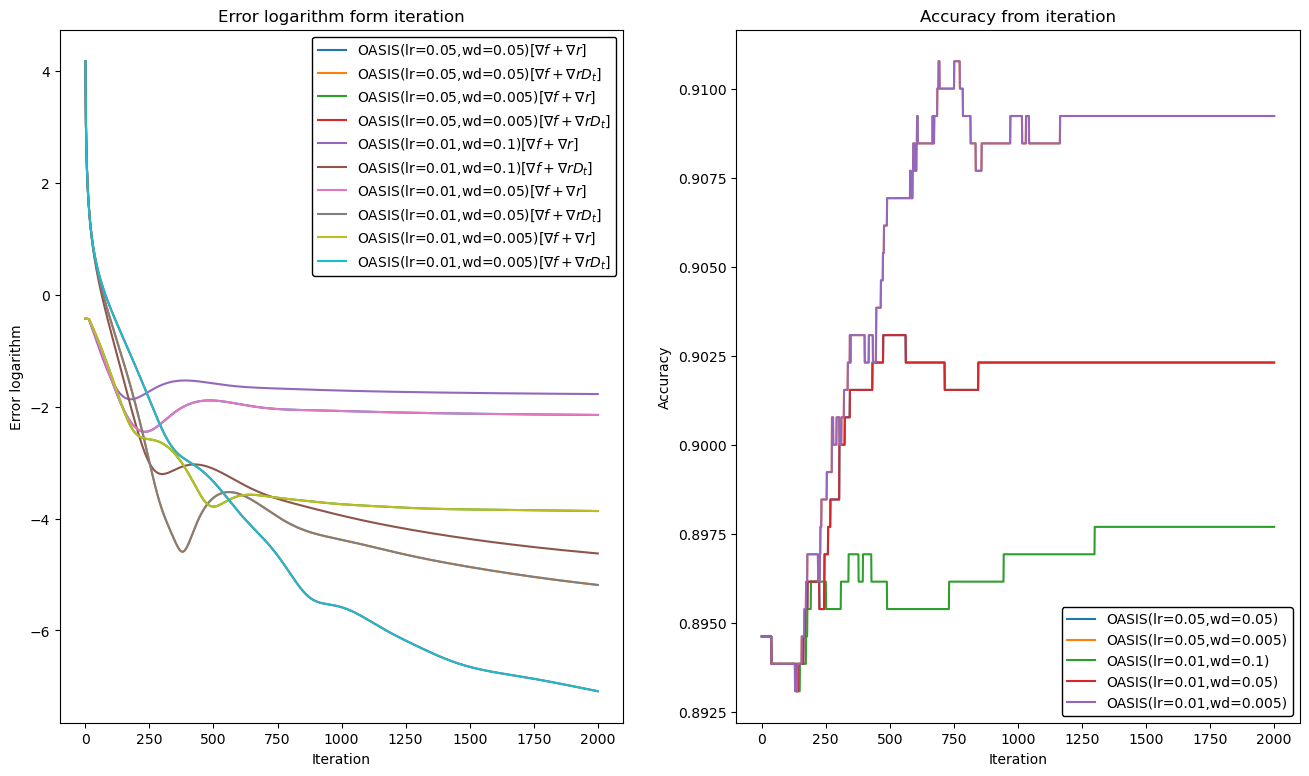 Error logarithm form iteration
OASIS(lr=0.05,wd=0.05)[∇f + ∇r]
OASIS(lr=0.05,wd=0.05)[∇f + ∇rD_t]
OASIS(lr=0.05,wd=0.005)[∇f + ∇r]
OASIS(lr=0.05,wd=0.005)[∇f + ∇rD_t]
OASIS(lr=0.01,wd=0.1)[∇f + ∇r]
OASIS(lr=0.01,wd=0.1)[∇f + ∇rD_t]
OASIS(lr=0.01,wd=0.05)[∇f + ∇r]
OASIS(lr=0.01,wd=0.05)[∇f + ∇rD_t]
OASIS(lr=0.01,wd=0.005)[∇f + ∇r]
OASIS(lr=0.01,wd=0.005)[∇f + ∇rD_t]
Error logarithm
4
2
0
−2
−4
−6
0 250 500 750 1000 1250 1500 1750 2000
Iteration
Accuracy from iteration
Accuracy
0.9100
0.9075
0.9050
0.9025
0.9000
0.8975
0.8950
0.8925
OASIS(lr=0.05,wd=0.05)
OASIS(lr=0.05,wd=0.005)
OASIS(lr=0.01,wd=0.1)
OASIS(lr=0.01,wd=0.05)
OASIS(lr=0.01,wd=0.005)
0 250 500 750 1000 1250 1500 1750 2000
Iteration